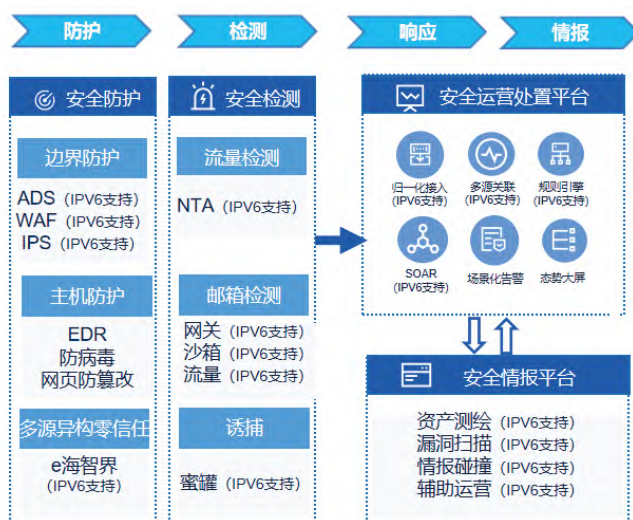 防护
检测
响应
情报
安全防护
边界防护
ADS (IPV6支持)
WAF (IPV6支持)
IPS (IPV6支持)
主机防护
EDR
防病毒
网页防篡改
多源异构零信任
e海智界
(IPV6支持)
安全检测
流量检测
NTA (IPV6支持)
邮箱检测
网关 (IPV6支持)
沙箱 (IPV6支持)
流量 (IPV6支持)
诱捕
蜜罐 (IPV6支持)
安全运营处置平台
归一化接入
(IPV6支持)
多源关联
(IPV6支持)
规则引擎
(IPV6支持)
SOAR
(IPV6支持)
场景化告警
态势大屏
安全情报平台
资产测绘 (IPV6支持)
漏洞扫描 (IPV6支持)
情报碰撞 (IPV6支持)
辅助运营 (IPV6支持)